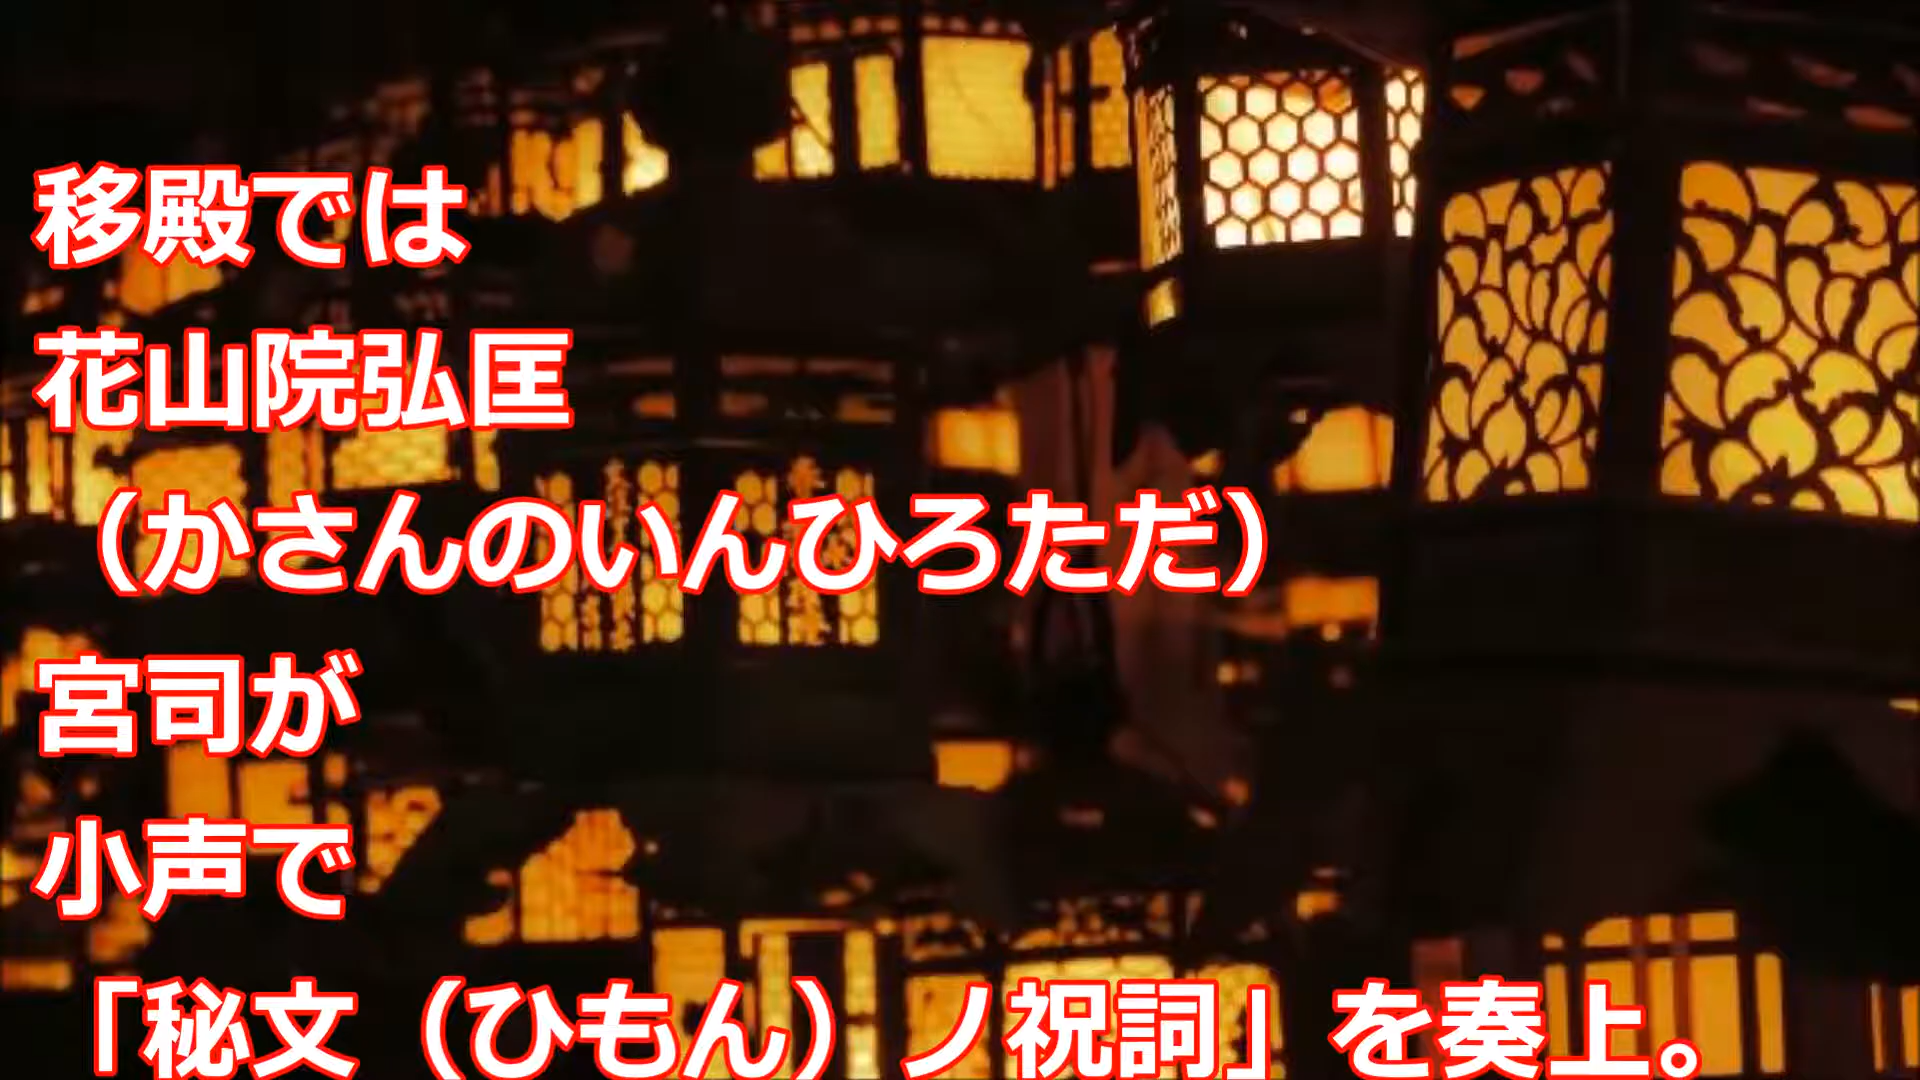 移殿では
花山院弘匡
（かさんのいんひろただ）
宮司が
小声で
「秘文（ひもん）ノ祝詞」を奏上。